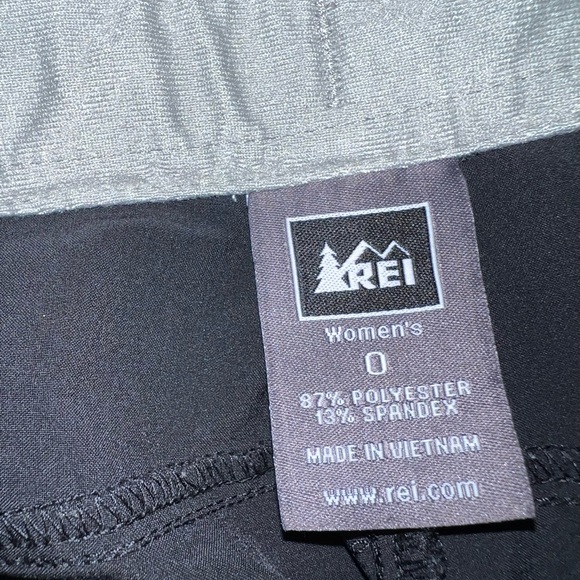 REI
Women's
0
87% POLYESTER
13% SPANDEX
MADE IN VIETNAM
www.rei.com